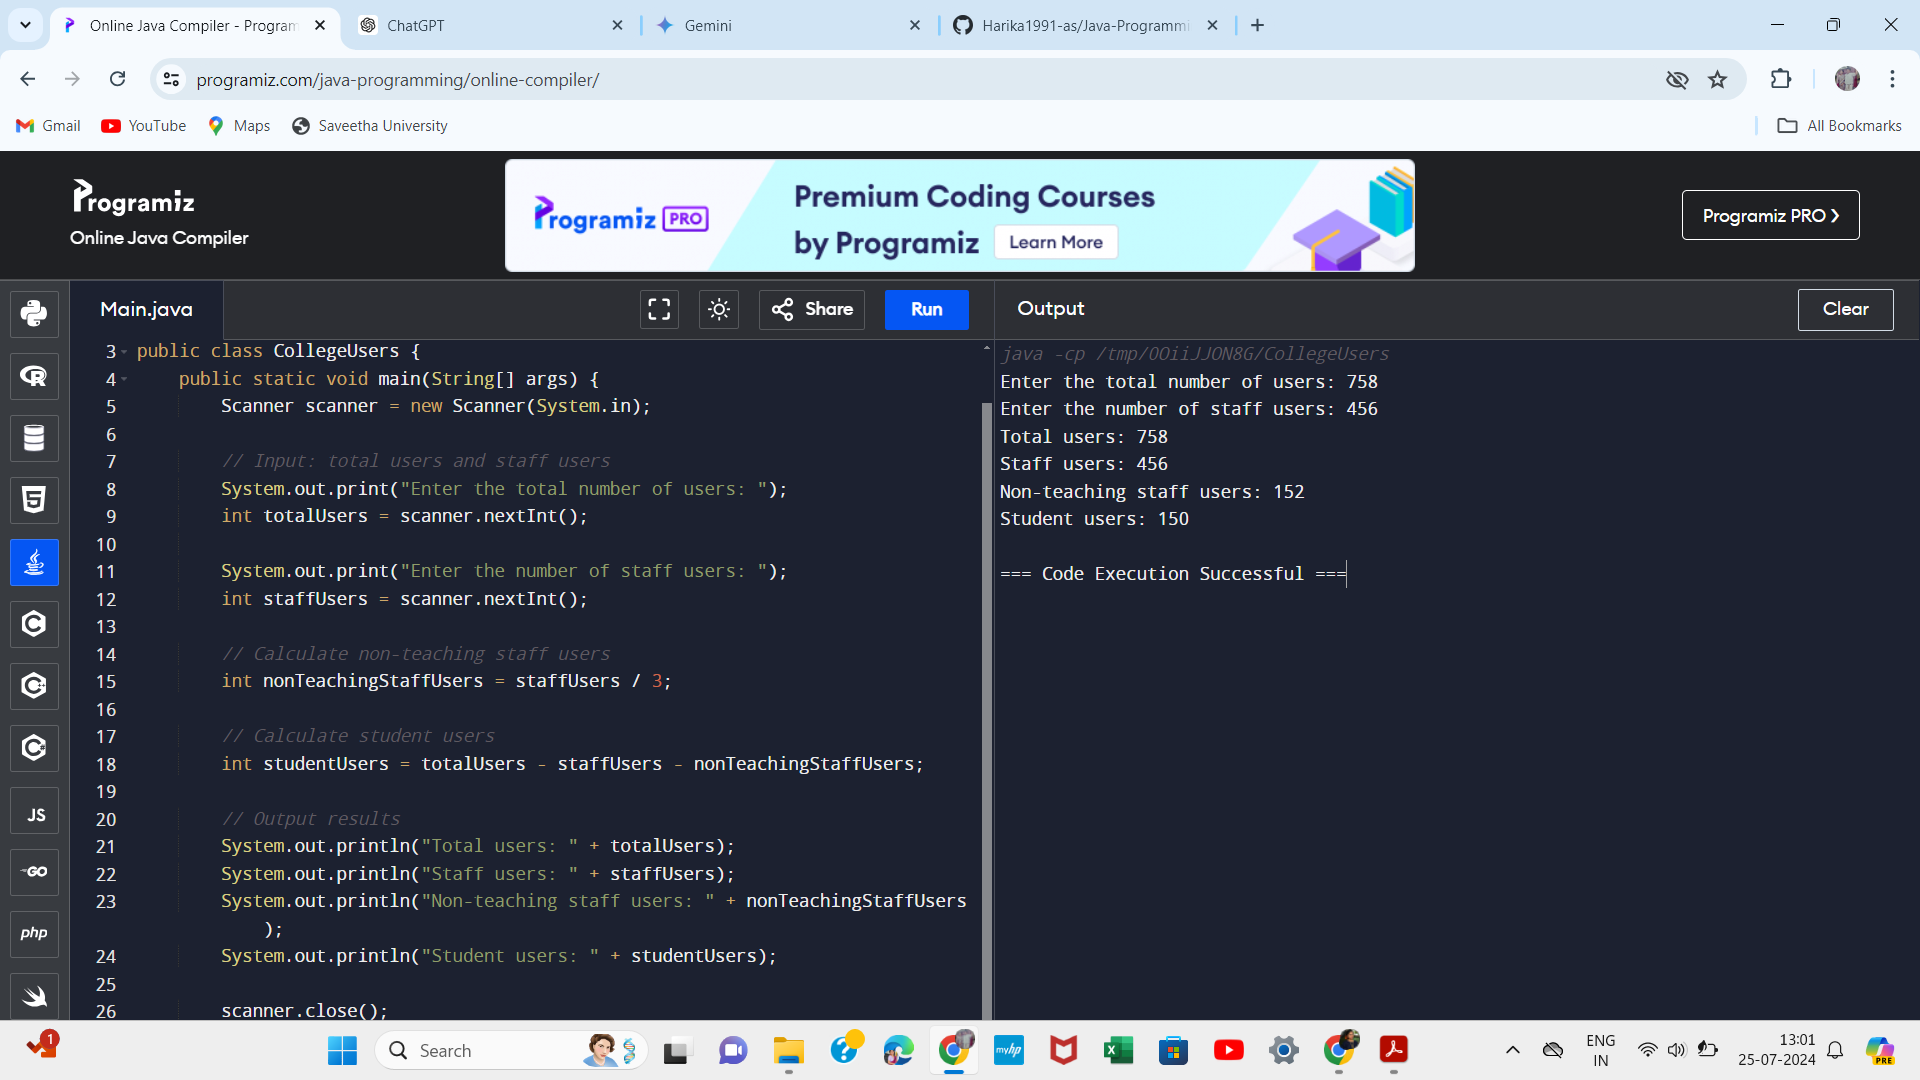 Online Java Compiler - Program
ChatGPT
Gemini
Harika1991-as/Java-Programmi
programiz.com/java-programming/online-compiler/
Gmail
YouTube
Maps
Saveetha University
All Bookmarks
Programiz
Online Java Compiler
Programiz PRO
Premium Coding Courses
by Programiz
Learn More
Programiz PRO
Main.java
Share
Run
Output
Clear
3 public class CollegeUsers {
4 public static void main(String[] args) {
5 Scanner scanner = new Scanner(System.in);
6
7 // Input: total users and staff users
8 System.out.print("Enter the total number of users: ");
9 int totalUsers = scanner.nextInt();
10
11 System.out.print("Enter the number of staff users: ");
12 int staffUsers = scanner.nextInt();
13
14 // Calculate non-teaching staff users
15 int nonTeachingStaffUsers = staffUsers / 3;
16
17 // Calculate student users
18 int studentUsers = totalUsers - staffUsers - nonTeachingStaffUsers;
19
20 // Output results
21 System.out.println("Total users: " + totalUsers);
22 System.out.println("Staff users: " + staffUsers);
23 System.out.println("Non-teaching staff users: " + nonTeachingStaffUsers
);
24 System.out.println("Student users: " + studentUsers);
25
26 scanner.close();
java -cp /tmp/OOiiJJON8G/CollegeUsers
Enter the total number of users: 758
Enter the number of staff users: 456
Total users: 758
Staff users: 456
Non-teaching staff users: 152
Student users: 150
=== Code Execution Successful ===
R
5
C
C
C
JS
GO
php
1
Search
myhp
ENG
IN
13:01
25-07-2024
PRE